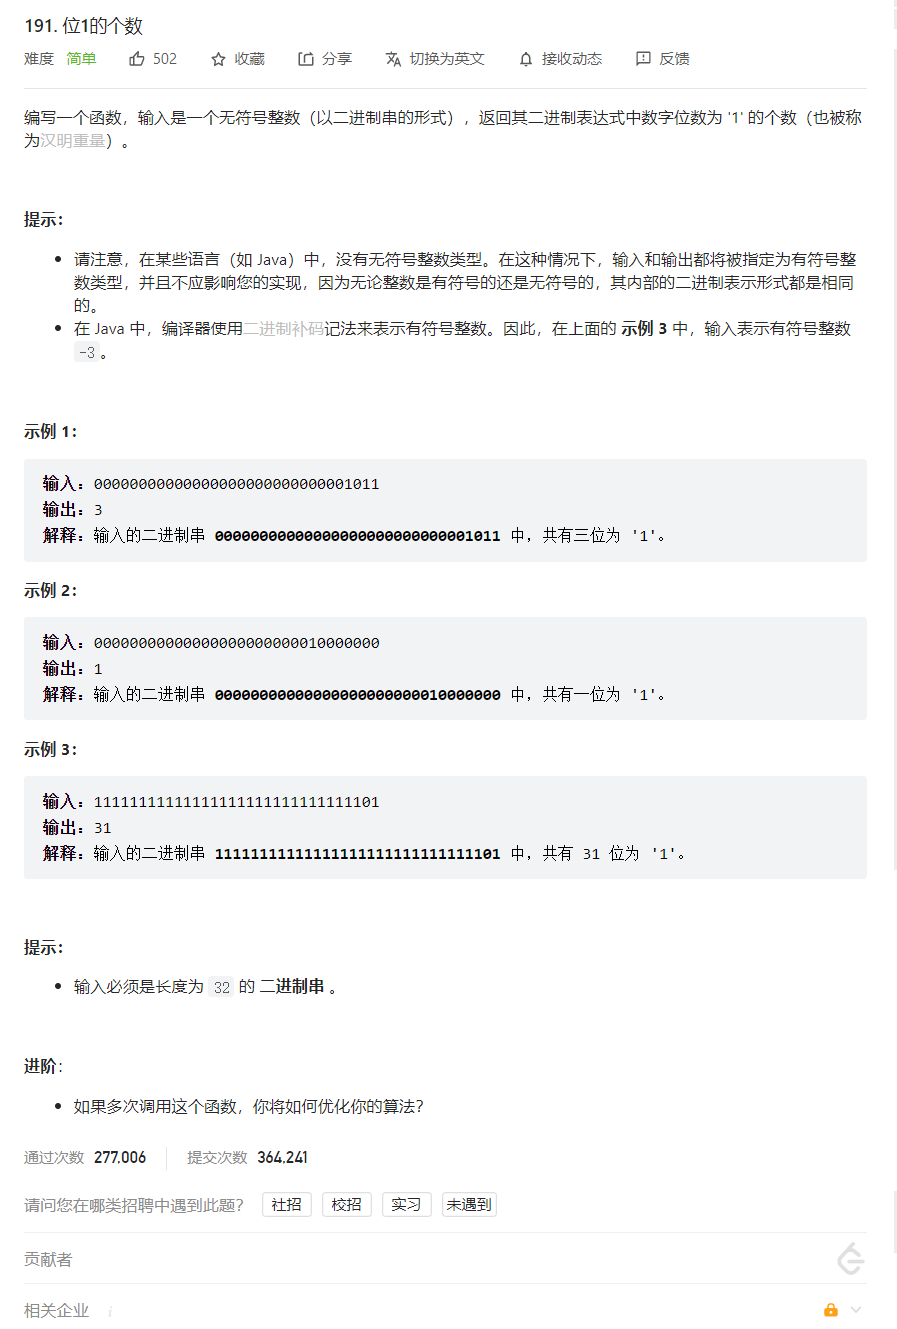 191. 位1的个数
难度 简单 502 收藏 分享 切换为英文 接收动态 反馈
编写一个函数，输入是一个无符号整数（以二进制串的形式），返回其二进制表达式中数字位数为 '1' 的个数（也被称
为汉明重量）。
提示：
• 请注意，在某些语言（如 Java）中，没有无符号整数类型。在这种情况下，输入和输出都将被指定为有符号整
数类型，并且不应影响您的实现，因为无论整数是有符号的还是无符号的，其内部的二进制表示形式都是相同
的。
• 在 Java 中，编译器使用二进制补码记法来表示有符号整数。因此，在上面的 示例 3 中，输入表示有符号整数
-3。
示例 1：
输入：00000000000000000000000000001011
输出：3
解释：输入的二进制串 00000000000000000000000000001011 中，共有三位为 '1'。
示例 2：
输入：00000000000000000000000010000000
输出：1
解释：输入的二进制串 00000000000000000000000010000000 中，共有一位为 '1'。
示例 3：
输入：11111111111111111111111111111101
输出：31
解释：输入的二进制串 11111111111111111111111111111101 中，共有 31 位为 '1'。
提示：
• 输入必须是长度为 32 的 二进制串 。
进阶：
• 如果多次调用这个函数，你将如何优化你的算法？
通过次数 277,006 提交次数 364,241
请问您在哪类招聘中遇到此题？ 社招 校招 实习 未遇到
贡献者
相关企业 i